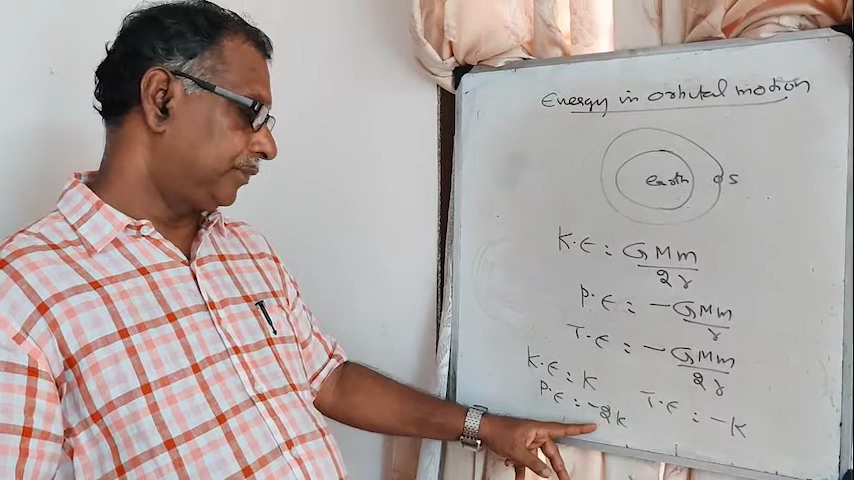 Energy in orbital motion
earth S
K.E = GMm/2r
P.E = -GMm/r
T.E = -GMm/2r
K.E = K
P.E = -2K T.E = -K